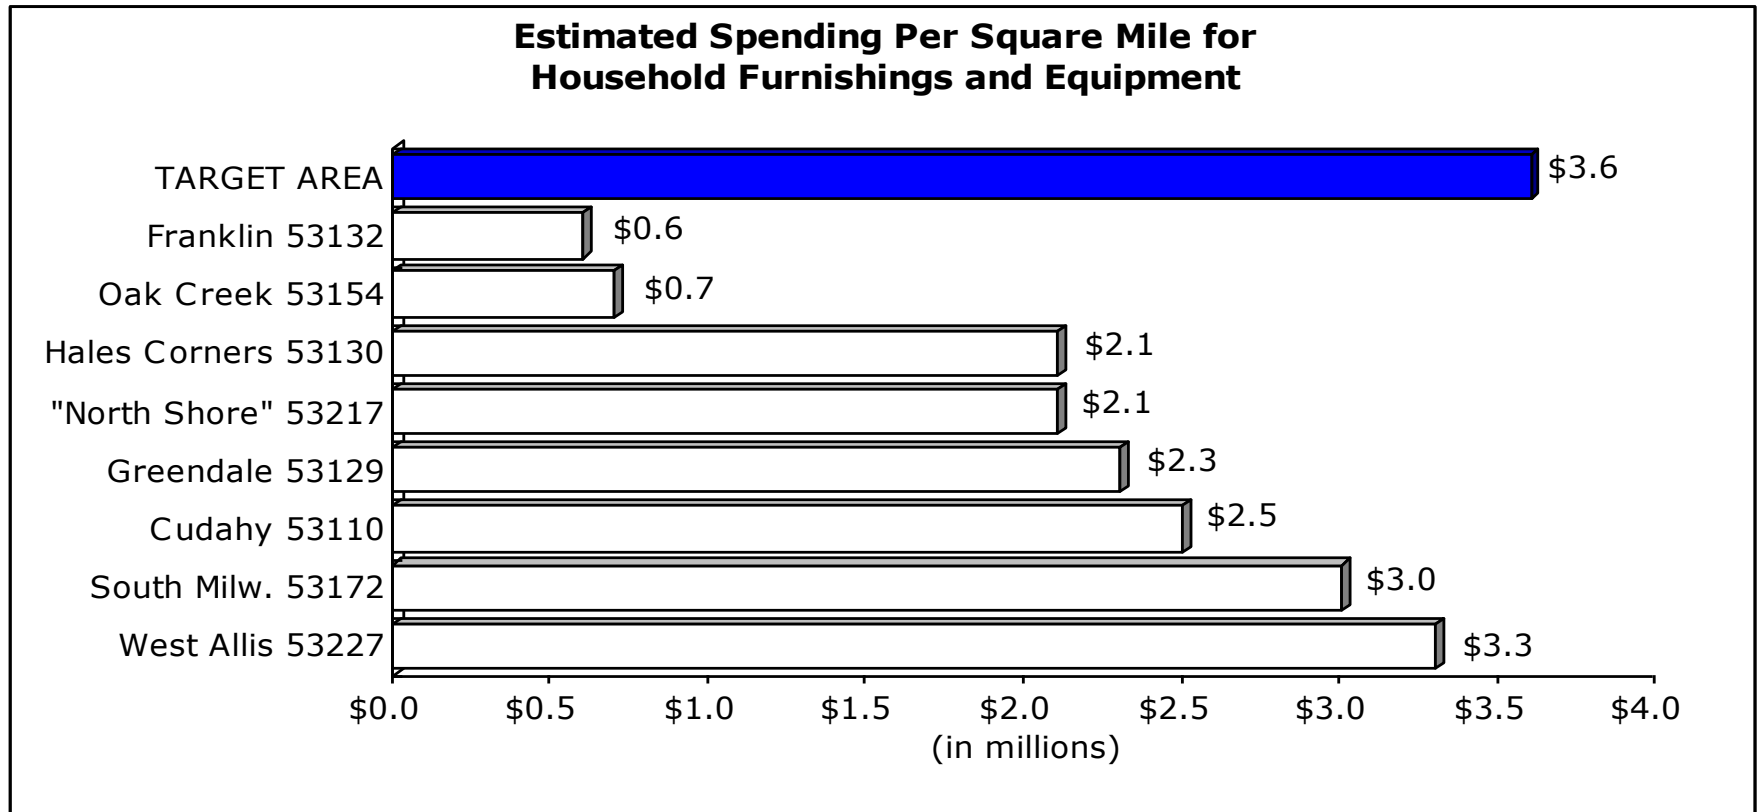 Estimated Spending Per Square Mile for
Household Furnishings and Equipment
TARGET AREA $3.6
Franklin 53132 $0.6
Oak Creek 53154 $0.7
Hales Corners 53130 $2.1
"North Shore" 53217 $2.1
Greendale 53129 $2.3
Cudahy 53110 $2.5
South Milw. 53172 $3.0
West Allis 53227 $3.3
$0.0 $0.5 $1.0 $1.5 $2.0 $2.5 $3.0 $3.5 $4.0
(in millions)